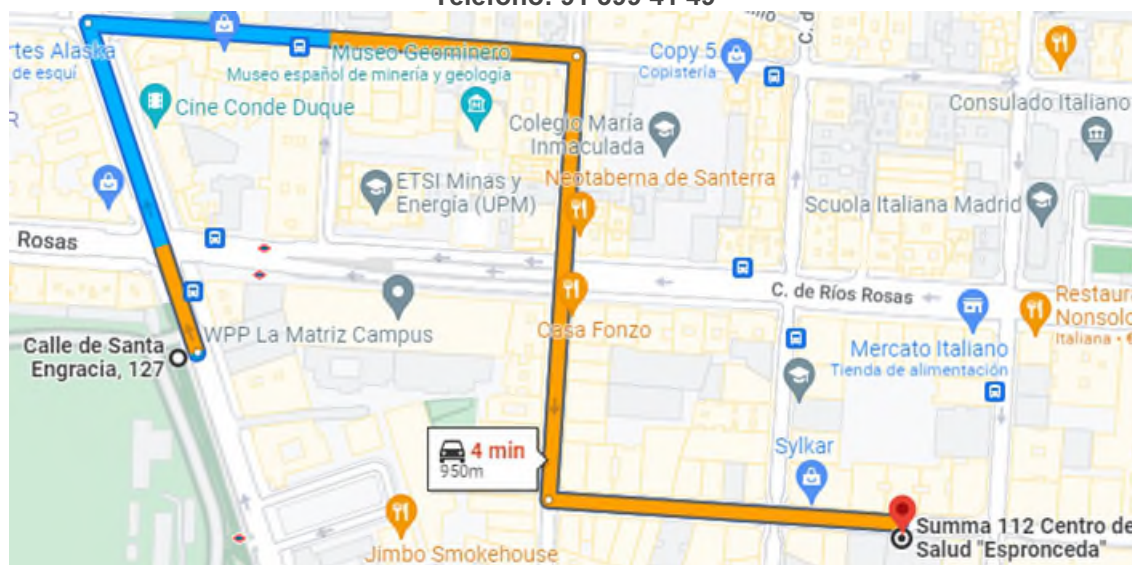 tes Alaska
de esquí
Museo Geominero
Museo español de minería y geología
Copy 5
Copistería
Cine Conde Duque
Consulado Italiano
R
Colegio María
Inmaculada
ETSI Minas y
Energía (UPM)
Neotaberna de Santerra
Scuola Italiana Madrid
Rosas
C. de Ríos Rosas
WPP La Matriz Campus
Casa Fonzo
Restaura
Nonsolo
Italiana •
Calle de Santa
Engracia, 127
Mercato Italiano
Tienda de alimentación
4 min
950m
Sylkar
Jimbo Smokehouse
Summa 112 Centro de
Salud "Espronceda"